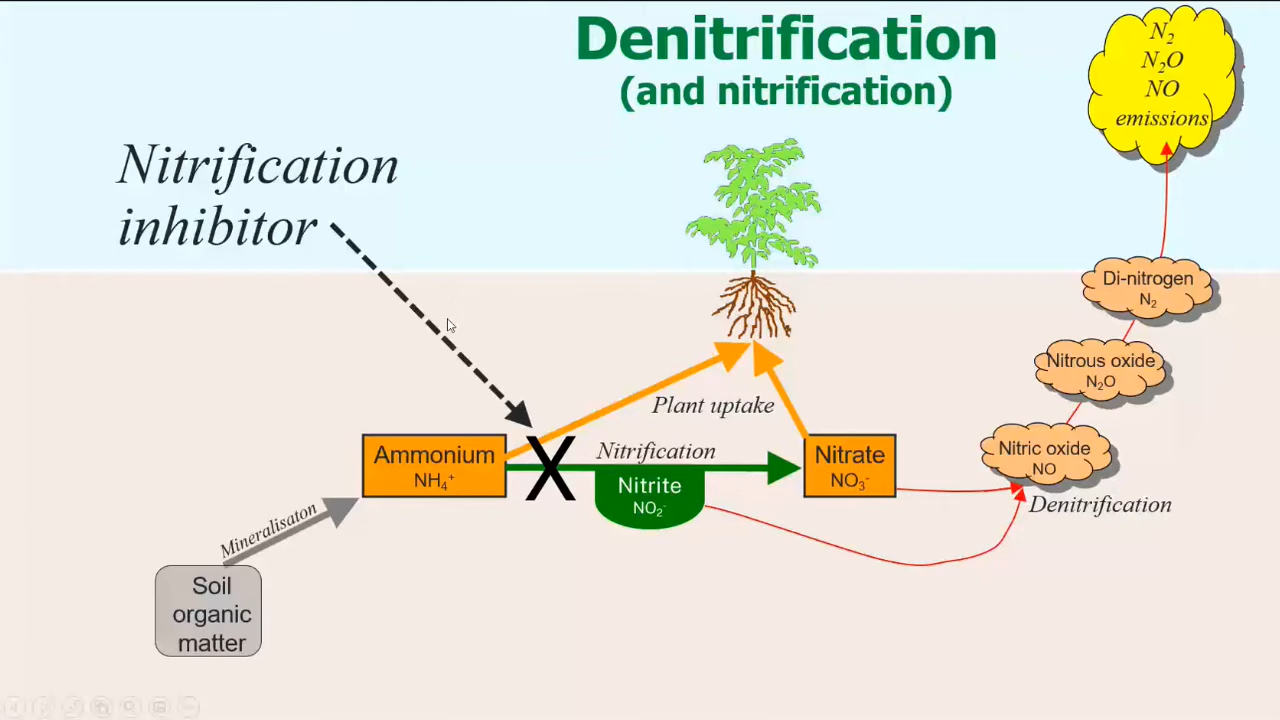 Denitrification
(and nitrification)
N₂
N₂O
NO
emissions
Nitrification
inhibitor
Di-nitrogen
N₂
Nitrous oxide
N₂O
Plant uptake
Nitrification
Ammonium
NH₄⁺
X
Nitrite
NO₂⁻
Nitrate
NO₃⁻
Nitric oxide
NO
Denitrification
Mineralisaton
Soil
organic
matter